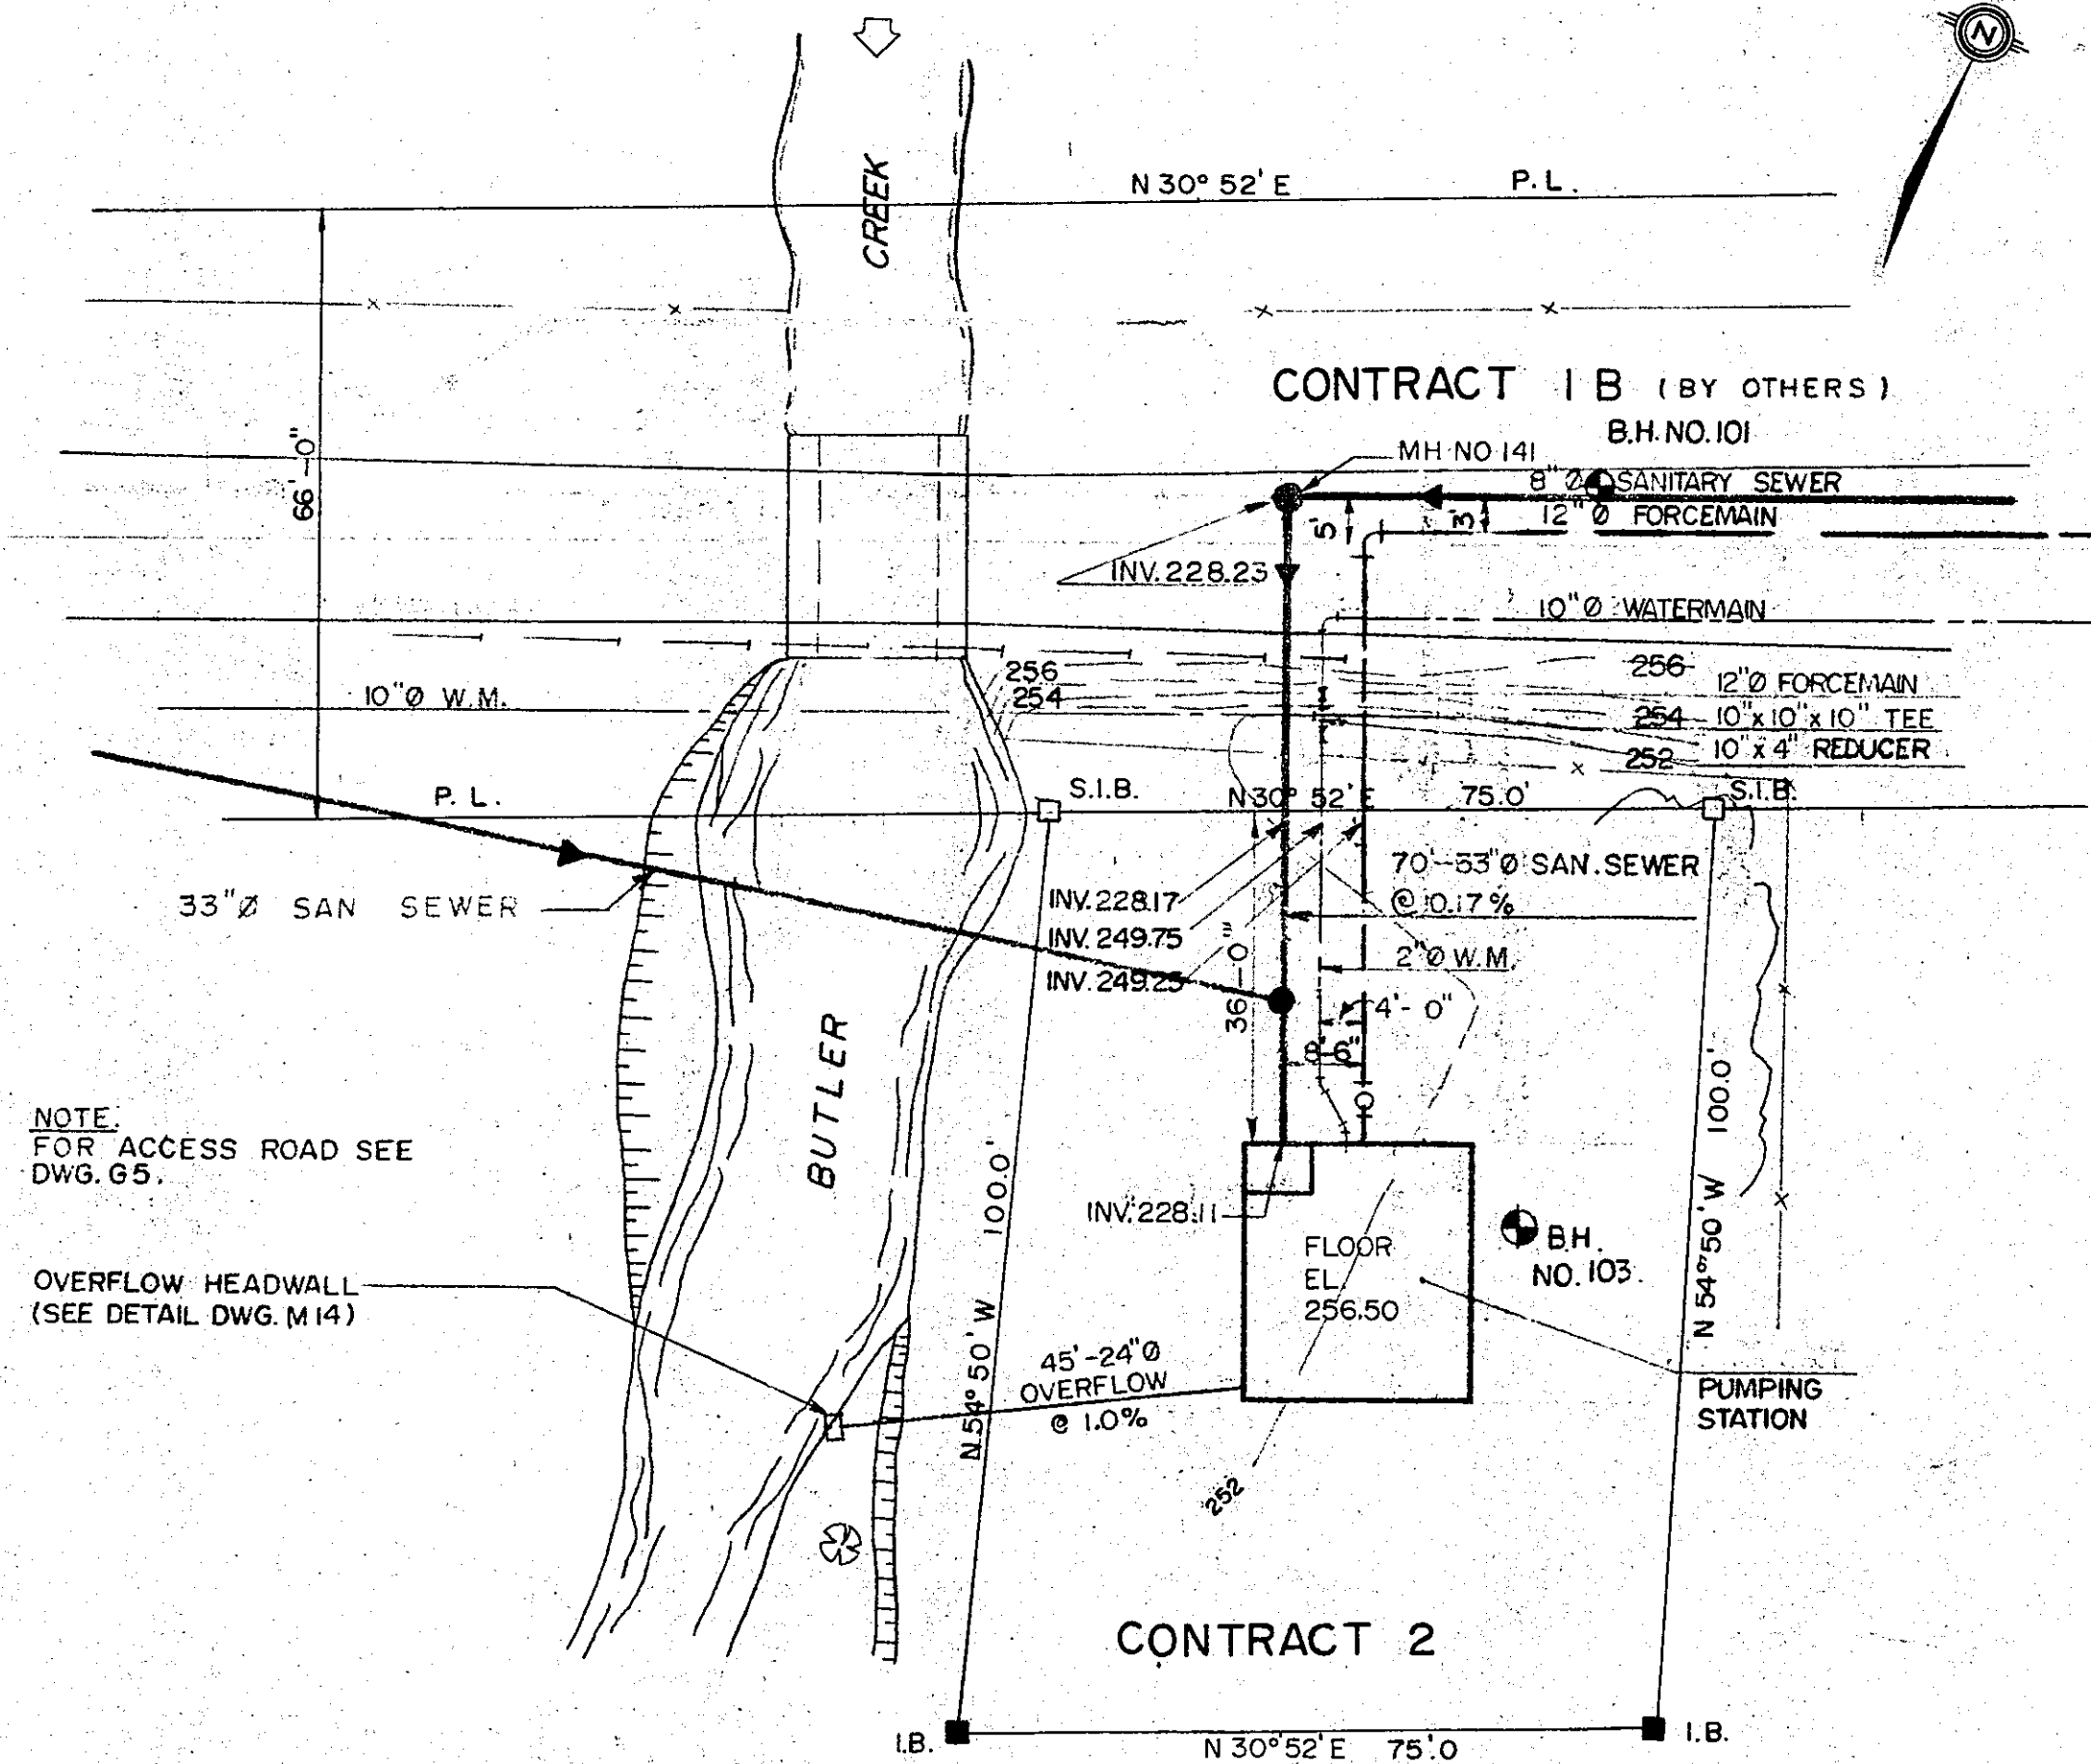 N
CREEK
N 30° 52' E
P.L.
66'-0"
CONTRACT 1B (BY OTHERS)
B.H. NO. 101
MH NO 141
8"Ø SANITARY SEWER
12"Ø FORCEMAIN
5'
3'
INV. 228.23
10"Ø WATERMAIN
256
254
256
12"Ø FORCEMAIN
10"Ø W.M.
254
10"x10"x10" TEE
252
10"x4" REDUCER
P.L.
S.I.B.
N 30° 52' E
75.0'
S.I.B.
33"Ø SAN SEWER
INV. 228.17
INV. 249.75
INV. 249.25
70'-33"Ø SAN. SEWER
@ 0.17%
2"Ø W.M.
36'-0"
4'-0"
8'-6"
10
BUTLER
NOTE:
FOR ACCESS ROAD SEE
DWG. G5.
N 54° 50' W 100.0'
N 54° 50' W 100.0'
INV. 228.11
FLOOR
EL.
256.50
B.H.
NO. 103.
OVERFLOW HEADWALL
(SEE DETAIL DWG. M14)
45'-24"Ø
OVERFLOW
@ 1.0%
PUMPING
STATION
252
CONTRACT 2
I.B.
N 30° 52' E 75'.0
I.B.